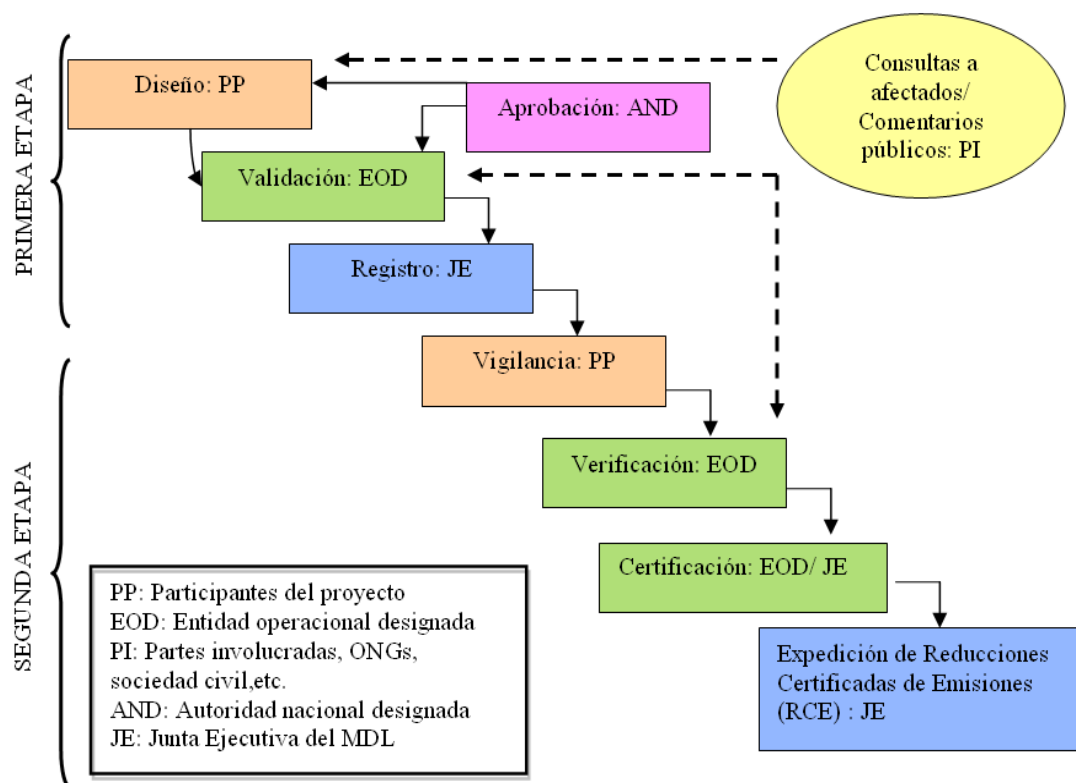 PRIMERA ETAPA
Diseño: PP
Aprobación: AND
Consultas a
afectados/
Comentarios
públicos: PI
Validación: EOD
Registro: JE
SEGUNDA ETAPA
Vigilancia: PP
Verificación: EOD
Certificación: EOD/ JE
Expedición de Reducciones
Certificadas de Emisiones
(RCE) : JE
PP: Participantes del proyecto
EOD: Entidad operacional designada
PI: Partes involucradas, ONGs,
sociedad civil,etc.
AND: Autoridad nacional designada
JE: Junta Ejecutiva del MDL